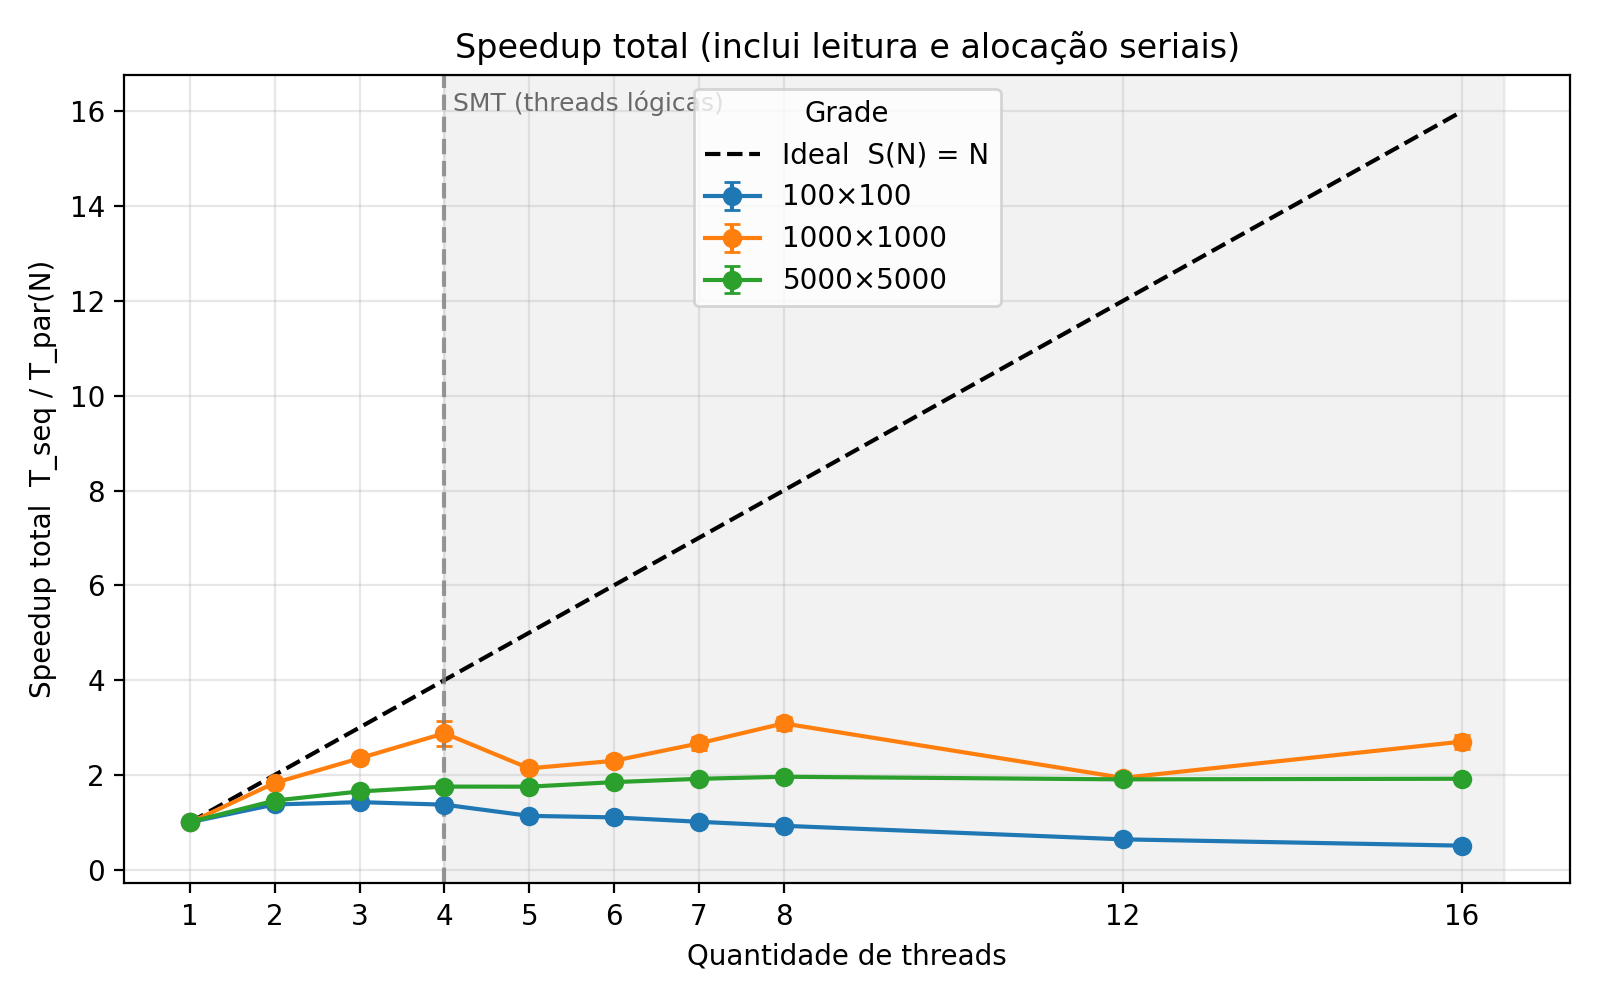 Speedup total (inclui leitura e alocação seriais)
SMT (threads lógicas)
Grade
Ideal  S(N) = N
100×100
1000×1000
5000×5000
Speedup total  T_seq / T_par(N)
16
14
12
10
8
6
4
2
0
1 2 3 4 5 6 7 8 12 16
Quantidade de threads